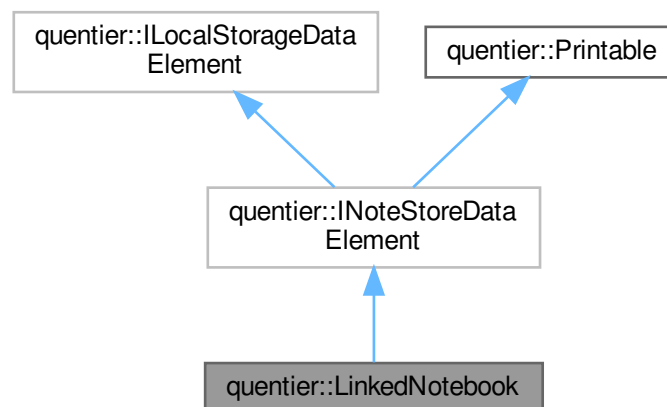 quentier::ILocalStorageData
Element
quentier::Printable
quentier::INoteStoreData
Element
quentier::LinkedNotebook